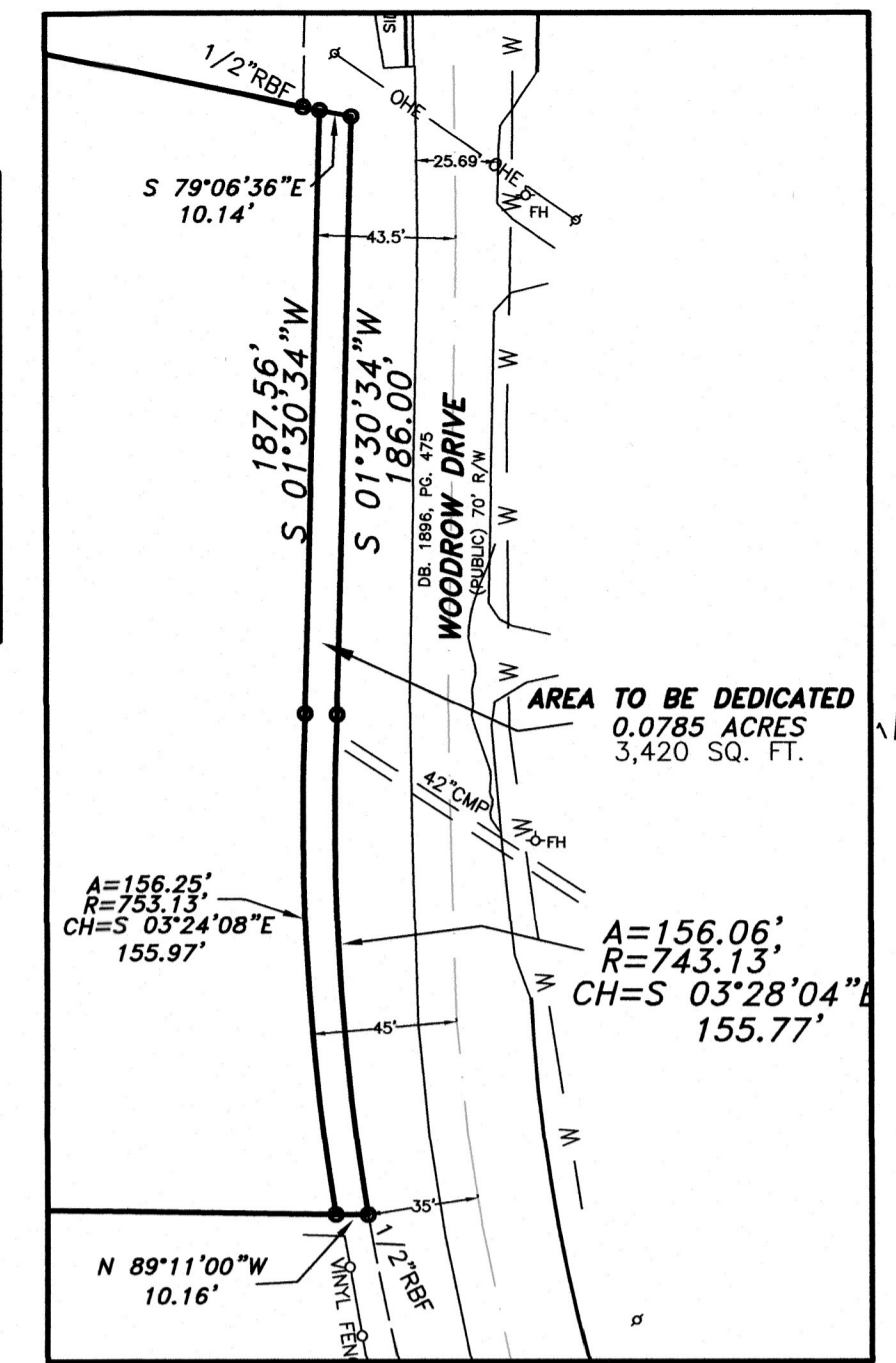 SI
1/2"RBF
OHE
W
25.69'
OHE
W
FH
S 79°06'36"E
10.14'
43.5'
187.56'
S 01°30'34"W
S 01°30'34"W
186.00'
W
DB. 1896, PG. 475
WOODROW DRIVE
(PUBLIC) 70' R/W
W
W
AREA TO BE DEDICATED
0.0785 ACRES
3,420 SQ. FT.
42"CMP
W
FH
A=156.25'
R=753.13'
CH=S 03°24'08"E
155.97'
A=156.06'
R=743.13'
CH=S 03°28'04"E
155.77'
W
45'
W
35'
1/2"RBF
N 89°11'00"W
10.16'
VINYL FEN